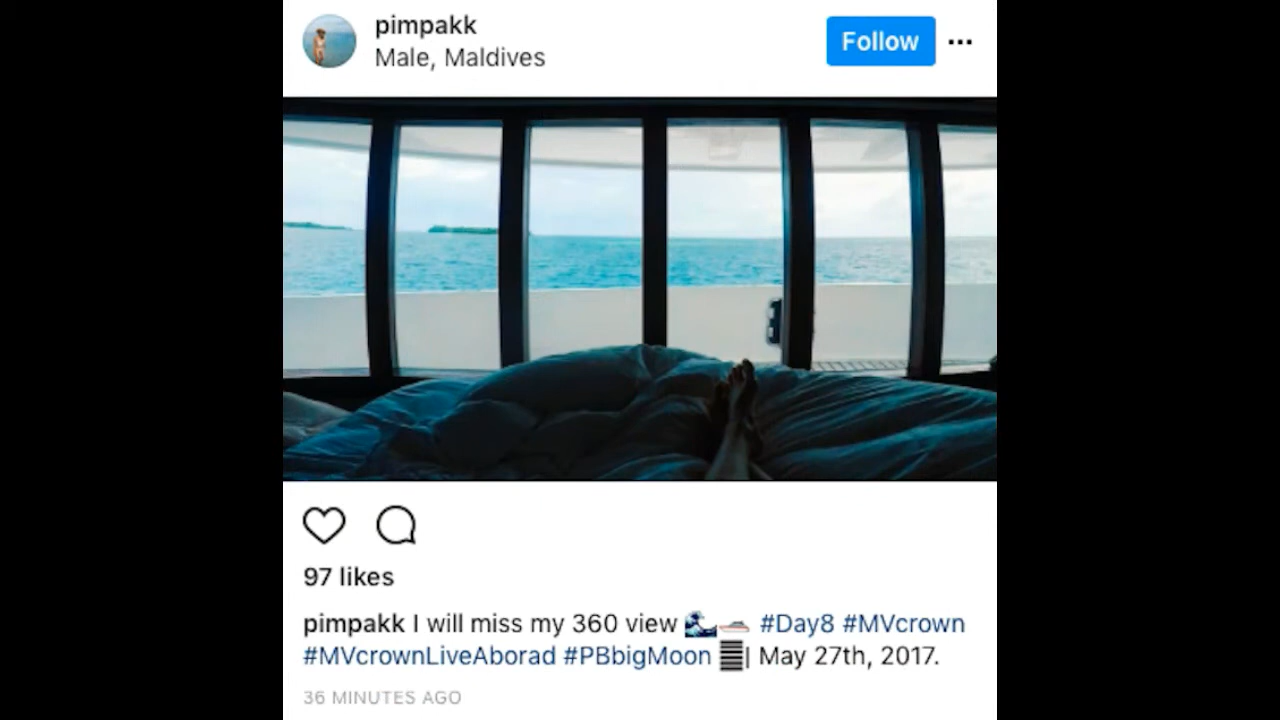 pimpakk
Male, Maldives
Follow
97 likes
pimpakk I will miss my 360 view 🌊🚤 #Day8 #MVcrown
#MVcrownLiveAborad #PBbigMoon | May 27th, 2017.
36 MINUTES AGO